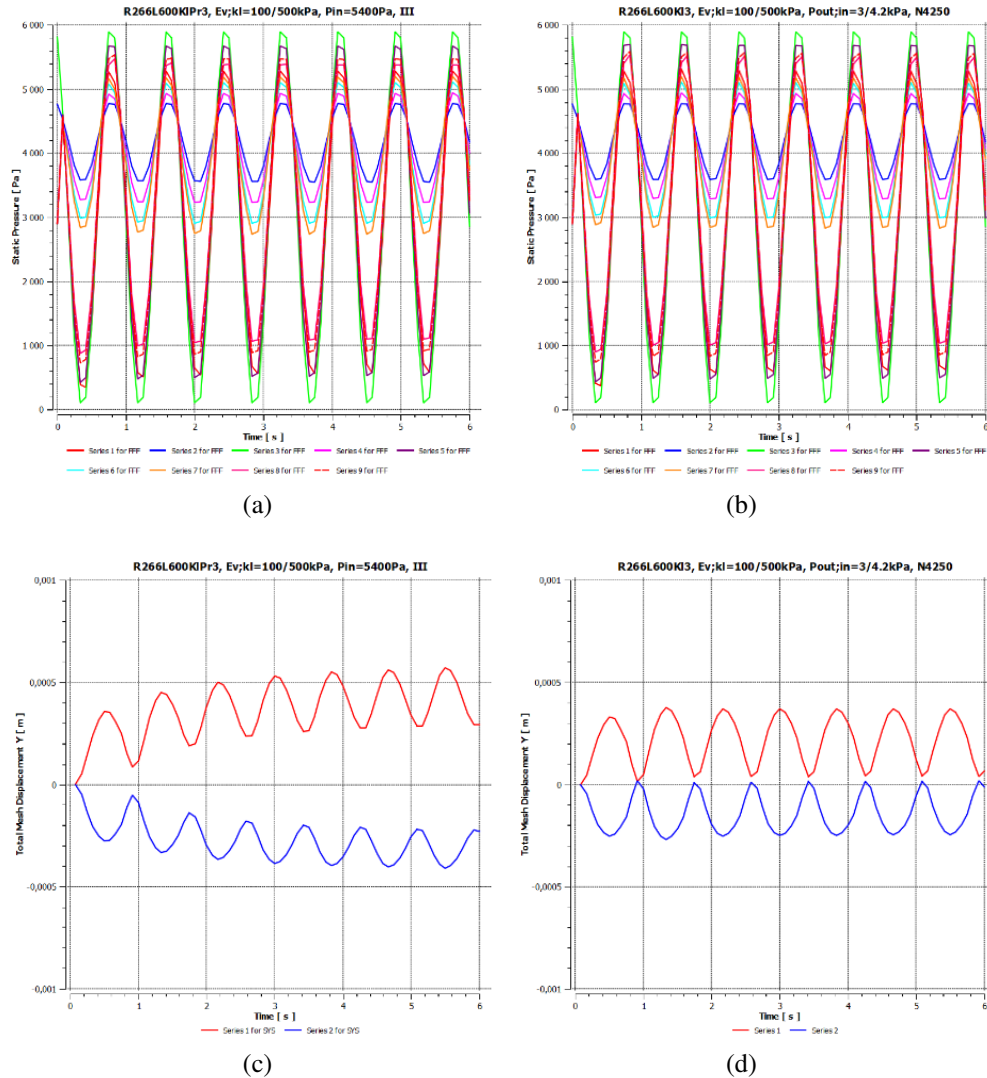 R266L600KlPr3, Ev;kl=100/500kPa, Pin=5400Pa, III
6 000
5 000
4 000
3 000
2 000
1 000
0
Static Pressure [ Pa ]
0 1 2 3 4 5 6
Time [ s ]
Series 1 for FFF Series 2 for FFF Series 3 for FFF Series 4 for FFF Series 5 for FFF
Series 6 for FFF Series 7 for FFF Series 8 for FFF Series 9 for FFF
(a)
R266L600Kl3, Ev;kl=100/500kPa, Pout;in=3/4.2kPa, N4250
6 000
5 000
4 000
3 000
2 000
1 000
0
Static Pressure [ Pa ]
0 1 2 3 4 5 6
Time [ s ]
Series 1 for FFF Series 2 for FFF Series 3 for FFF Series 4 for FFF Series 5 for FFF
Series 6 for FFF Series 7 for FFF Series 8 for FFF Series 9 for FFF
(b)
R266L600KlPr3, Ev;kl=100/500kPa, Pin=5400Pa, III
0,001
0,0005
0
-0,0005
-0,001
Total Mesh Displacement Y [ m ]
0 1 2 3 4 5 6
Time [ s ]
Series 1 for SYS Series 2 for SYS
(c)
R266L600Kl3, Ev;kl=100/500kPa, Pout;in=3/4.2kPa, N4250
0,001
0,0005
0
-0,0005
-0,001
Total Mesh Displacement Y [ m ]
0 1 2 3 4 5 6
Time [ s ]
Series 1 Series 2
(d)